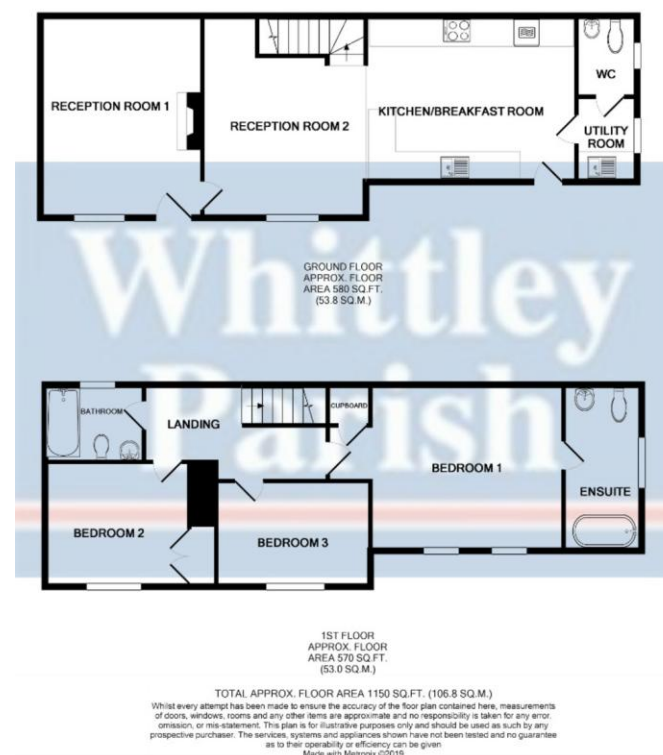 RECEPTION ROOM 1
RECEPTION ROOM 2
KITCHEN/BREAKFAST ROOM
WC
UTILITY
ROOM
GROUND FLOOR
APPROX. FLOOR
AREA 580 SQ.FT.
(53.8 SQ.M.)
Whittley
Parish
BATHROOM
LANDING
CUPBOARD
BEDROOM 1
ENSUITE
BEDROOM 2
BEDROOM 3
1ST FLOOR
APPROX. FLOOR
AREA 570 SQ.FT.
(53.0 SQ.M.)
TOTAL APPROX. FLOOR AREA 1150 SQ.FT. (106.8 SQ.M.)
Whilst every attempt has been made to ensure the accuracy of the floor plan contained here, measurements
of doors, windows, rooms and any other items are approximate and no responsibility is taken for any error,
omission, or mis-statement. This plan is for illustrative purposes only and should be used as such by any
prospective purchaser. The services, systems and appliances shown have not been tested and no guarantee
as to their operability or efficiency can be given
Made with Metropix ©2019